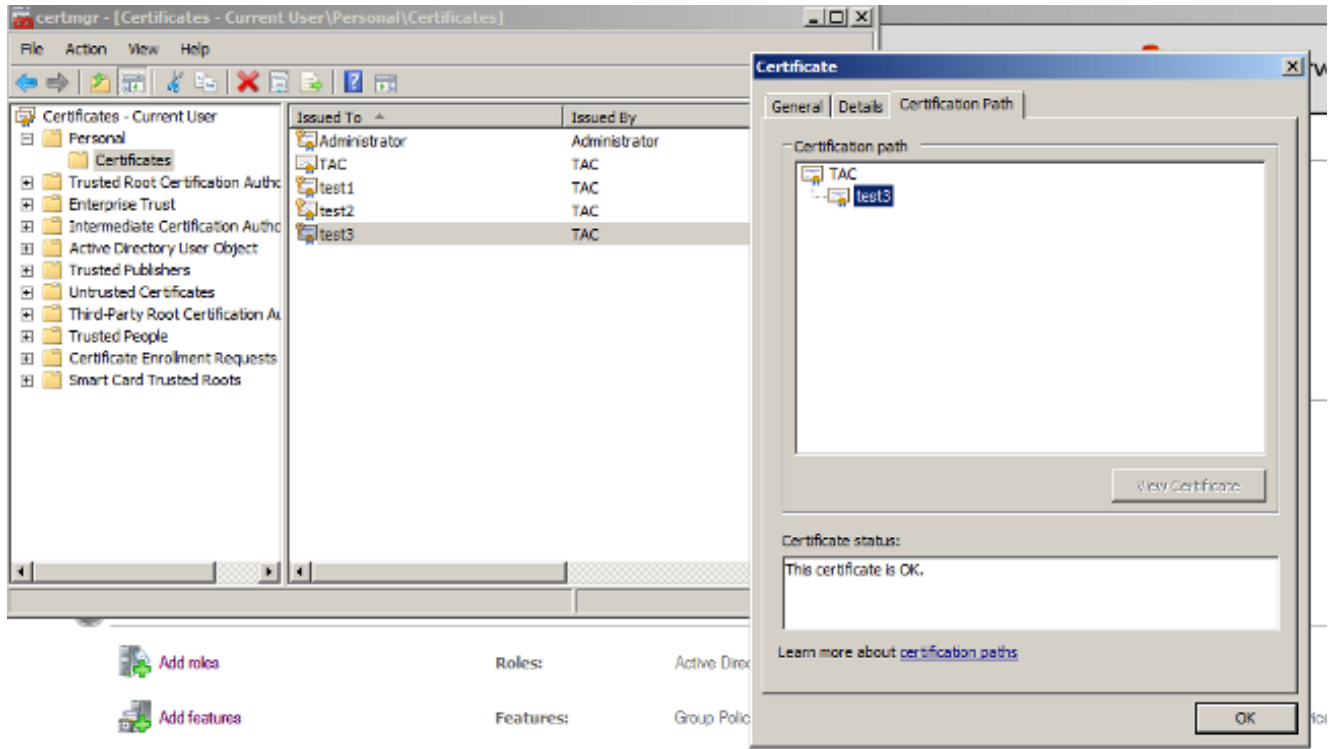 certmgr - [Certificates - Current User\Personal\Certificates]
File Action View Help
Certificates - Current User
Personal
Certificates
Trusted Root Certification Autho
Enterprise Trust
Intermediate Certification Autho
Active Directory User Object
Trusted Publishers
Untrusted Certificates
Third-Party Root Certification Au
Trusted People
Certificate Enrollment Requests
Smart Card Trusted Roots
Issued To Issued By
Administrator Administrator
TAC TAC
test1 TAC
test2 TAC
test3 TAC
Certificate
General Details Certification Path
Certification path
TAC
test3
View Certificate
Certificate status:
This certificate is OK.
Learn more about certification paths
OK
Add roles Roles: Active Direc
Add features Features: Group Polic